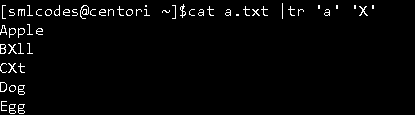 [smlcodes@centori ~]$cat a.txt |tr 'a' 'X'
Apple
BXll
CXt
Dog
Egg